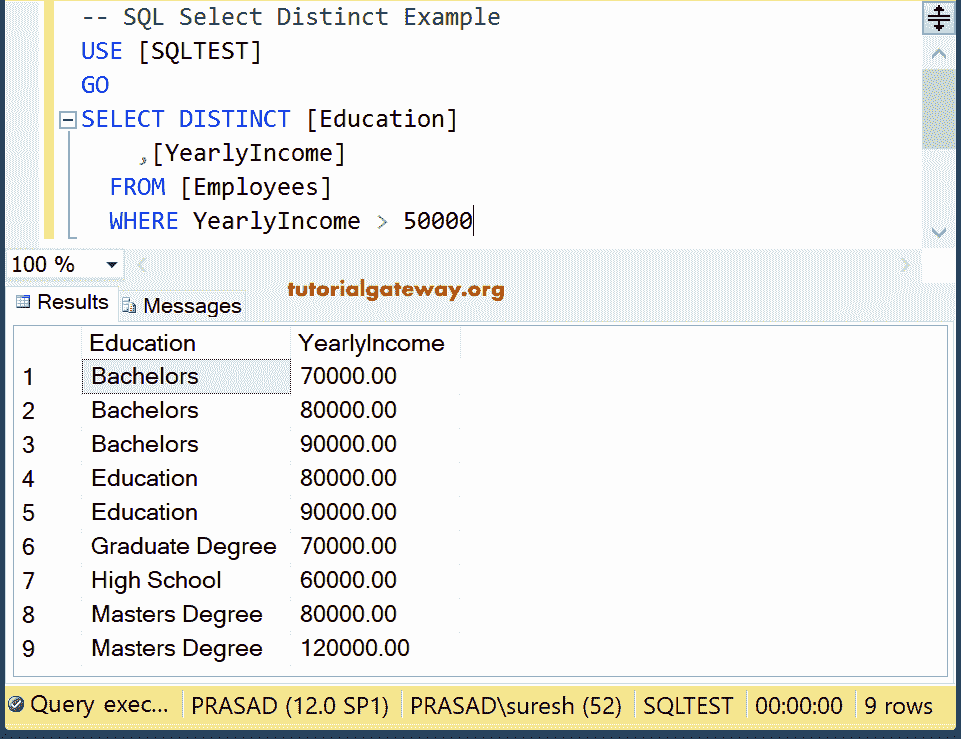 -- SQL Select Distinct Example
USE [SQLTEST]
GO
SELECT DISTINCT [Education]
,[YearlyIncome]
FROM [Employees]
WHERE YearlyIncome > 50000
100 %
tutorialgateway.org
Results Messages
Education YearlyIncome
1 Bachelors 70000.00
2 Bachelors 80000.00
3 Bachelors 90000.00
4 Education 80000.00
5 Education 90000.00
6 Graduate Degree 70000.00
7 High School 60000.00
8 Masters Degree 80000.00
9 Masters Degree 120000.00
Query exec... PRASAD (12.0 SP1) PRASAD\suresh (52) SQLTEST 00:00:00 9 rows